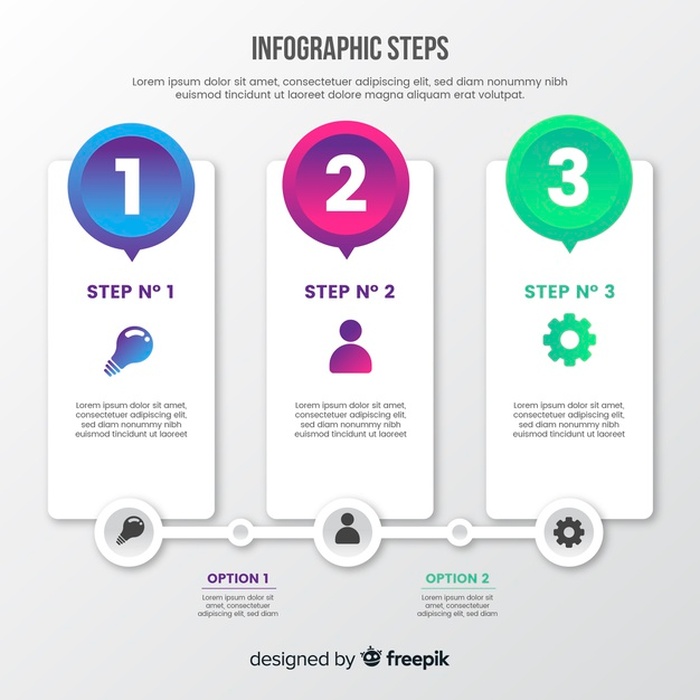 INFOGRAPHIC STEPS
Lorem ipsum dolor sit amet, consectetuer adipiscing elit, sed diam nonummy nibh
euismod tincidunt ut laoreet dolore magna aliquam erat volutpat.
1
2
3
STEP Nº 1
STEP Nº 2
STEP Nº 3
Lorem ipsum dolor sit amet,
consectetuer adipiscing elit,
sed diam nonummy nibh
euismod tincidunt ut laoreet
Lorem ipsum dolor sit amet,
consectetuer adipiscing elit,
sed diam nonummy nibh
euismod tincidunt ut laoreet
Lorem ipsum dolor sit amet,
consectetuer adipiscing elit,
sed diam nonummy nibh
euismod tincidunt ut laoreet
OPTION 1
Lorem ipsum dolor sit
amet, consectetuer
adipiscing elit, sed diam
OPTION 2
Lorem ipsum dolor sit
amet, consectetuer
adipiscing elit, sed diam
designed by freepik